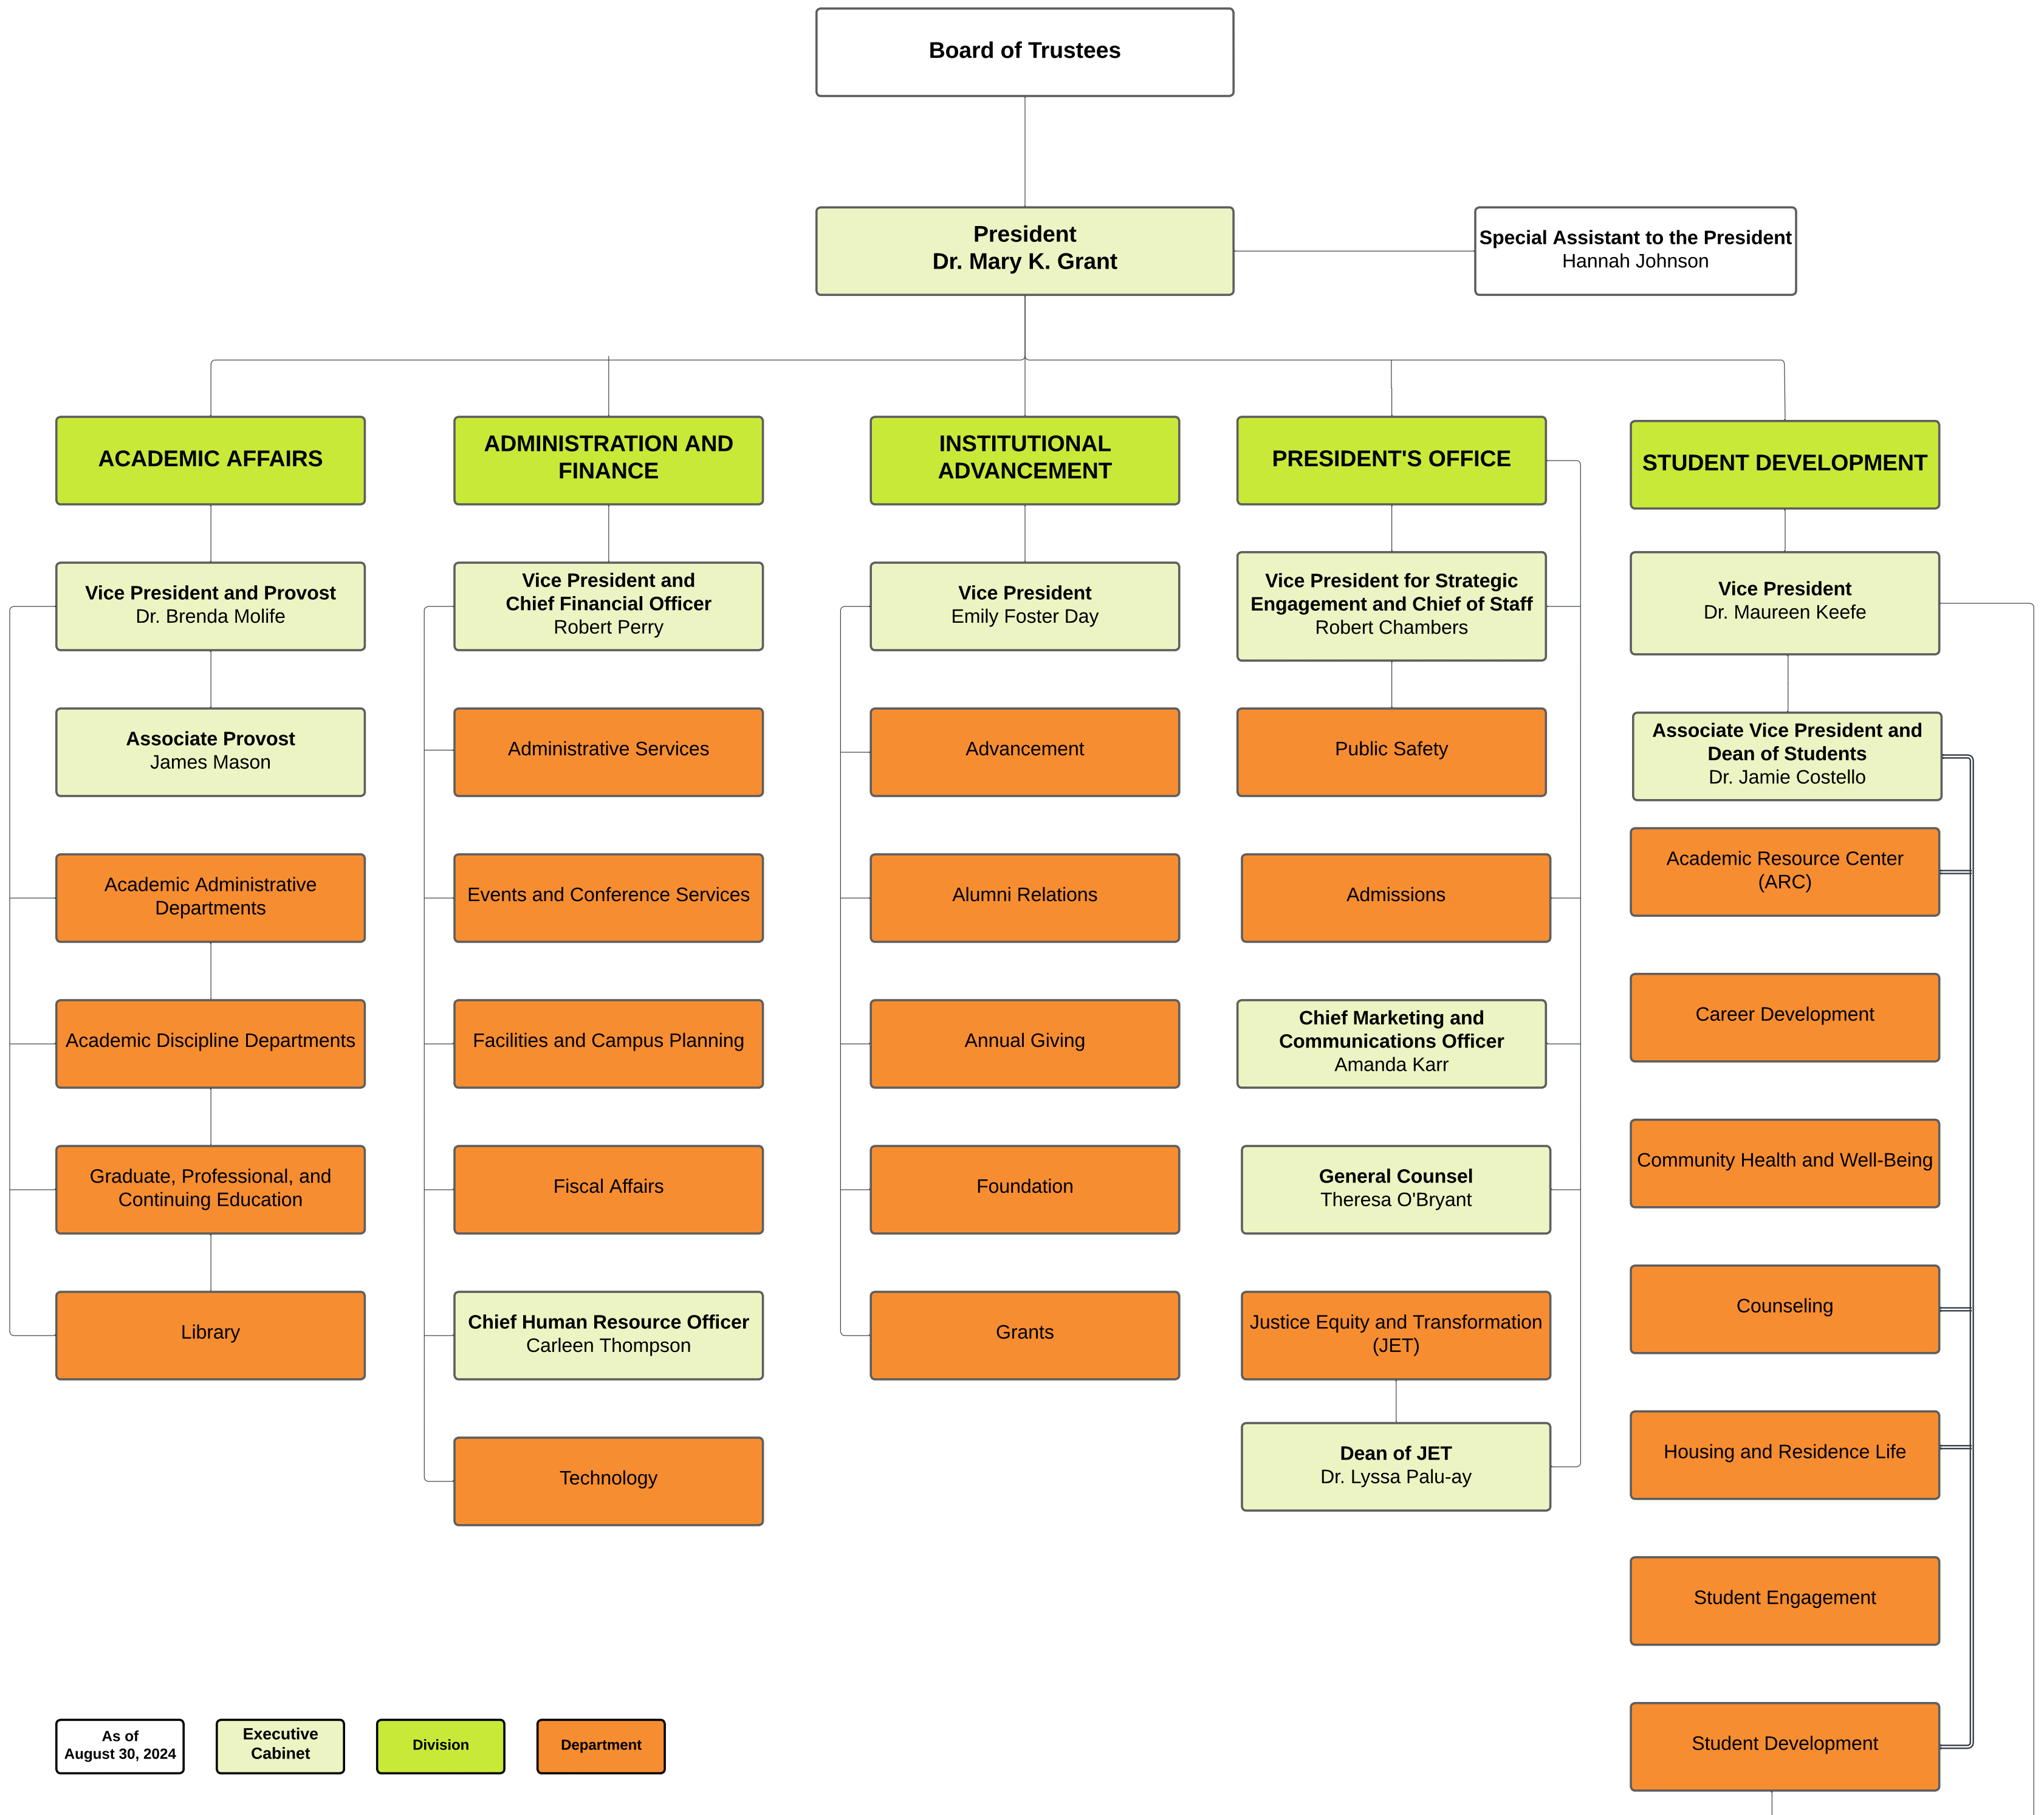 Board of Trustees
President
Dr. Mary K. Grant
Special Assistant to the President
Hannah Johnson
ACADEMIC AFFAIRS
Vice President and Provost
Dr. Brenda Molife
Associate Provost
James Mason
Academic Administrative
Departments
Academic Discipline Departments
Graduate, Professional, and
Continuing Education
Library
ADMINISTRATION AND
FINANCE
Vice President and
Chief Financial Officer
Robert Perry
Administrative Services
Events and Conference Services
Facilities and Campus Planning
Fiscal Affairs
Chief Human Resource Officer
Carleen Thompson
Technology
INSTITUTIONAL
ADVANCEMENT
Vice President
Emily Foster Day
Advancement
Alumni Relations
Annual Giving
Foundation
Grants
PRESIDENT'S OFFICE
Vice President for Strategic
Engagement and Chief of Staff
Robert Chambers
Public Safety
Admissions
Chief Marketing and
Communications Officer
Amanda Karr
General Counsel
Theresa O'Bryant
Justice Equity and Transformation
(JET)
Dean of JET
Dr. Lyssa Palu-ay
STUDENT DEVELOPMENT
Vice President
Dr. Maureen Keefe
Associate Vice President and
Dean of Students
Dr. Jamie Costello
Academic Resource Center
(ARC)
Career Development
Community Health and Well-Being
Counseling
Housing and Residence Life
Student Engagement
Student Development
As of
August 30, 2024
Executive
Cabinet
Division
Department